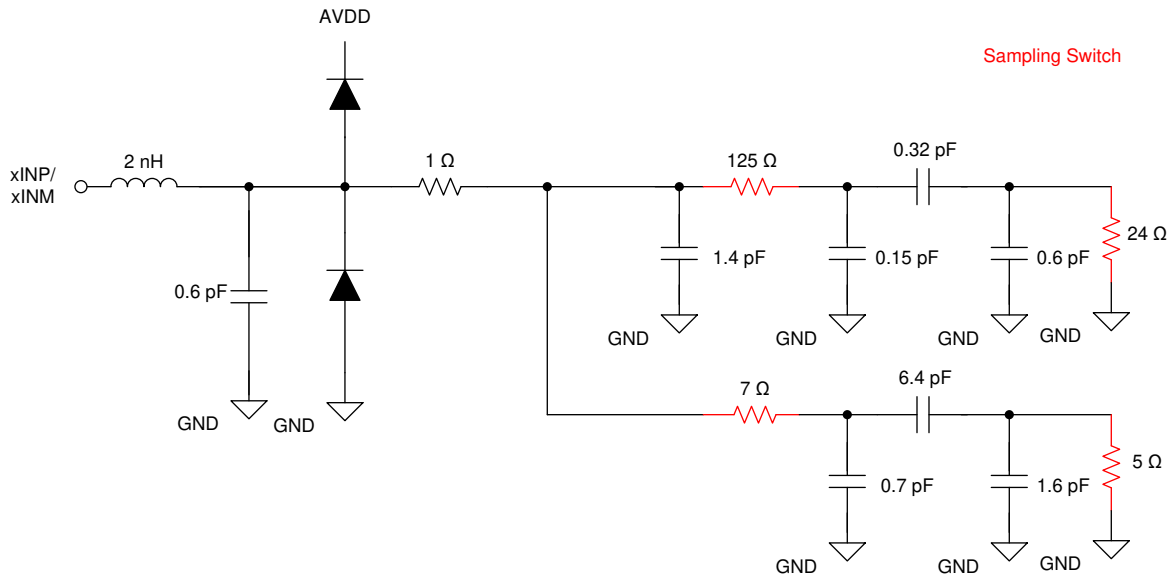 AVDD
Sampling Switch
xINP/
xINM
2 nH
1 Ω
125 Ω
0.32 pF
24 Ω
0.6 pF
1.4 pF
0.15 pF
0.6 pF
GND
GND
GND
GND
7 Ω
6.4 pF
GND
GND
0.7 pF
1.6 pF
5 Ω
GND
GND
GND